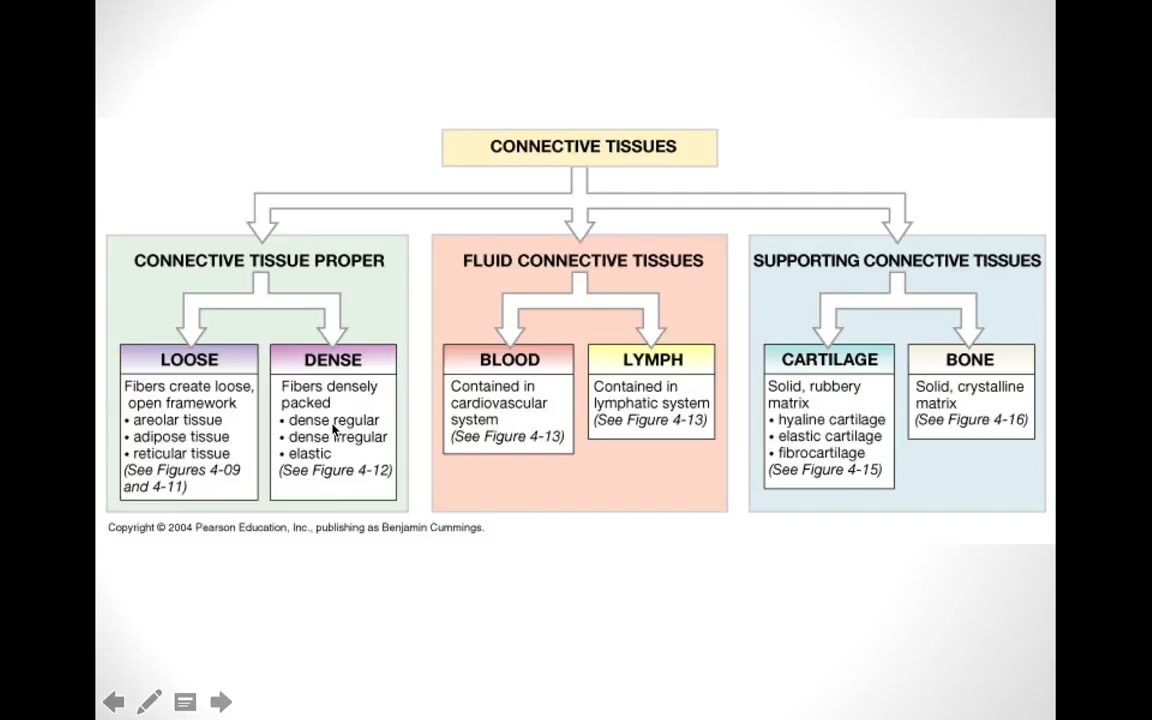 CONNECTIVE TISSUES
CONNECTIVE TISSUE PROPER
LOOSE
Fibers create loose,
open framework
• areolar tissue
• adipose tissue
• reticular tissue
(See Figures 4-09
and 4-11)
DENSE
Fibers densely
packed
• dense regular
• dense irregular
• elastic
(See Figure 4-12)
FLUID CONNECTIVE TISSUES
BLOOD
Contained in
cardiovascular
system
(See Figure 4-13)
LYMPH
Contained in
lymphatic system
(See Figure 4-13)
SUPPORTING CONNECTIVE TISSUES
CARTILAGE
Solid, rubbery
matrix
• hyaline cartilage
• elastic cartilage
• fibrocartilage
(See Figure 4-15)
BONE
Solid, crystalline
matrix
(See Figure 4-16)
Copyright © 2004 Pearson Education, Inc., publishing as Benjamin Cummings.